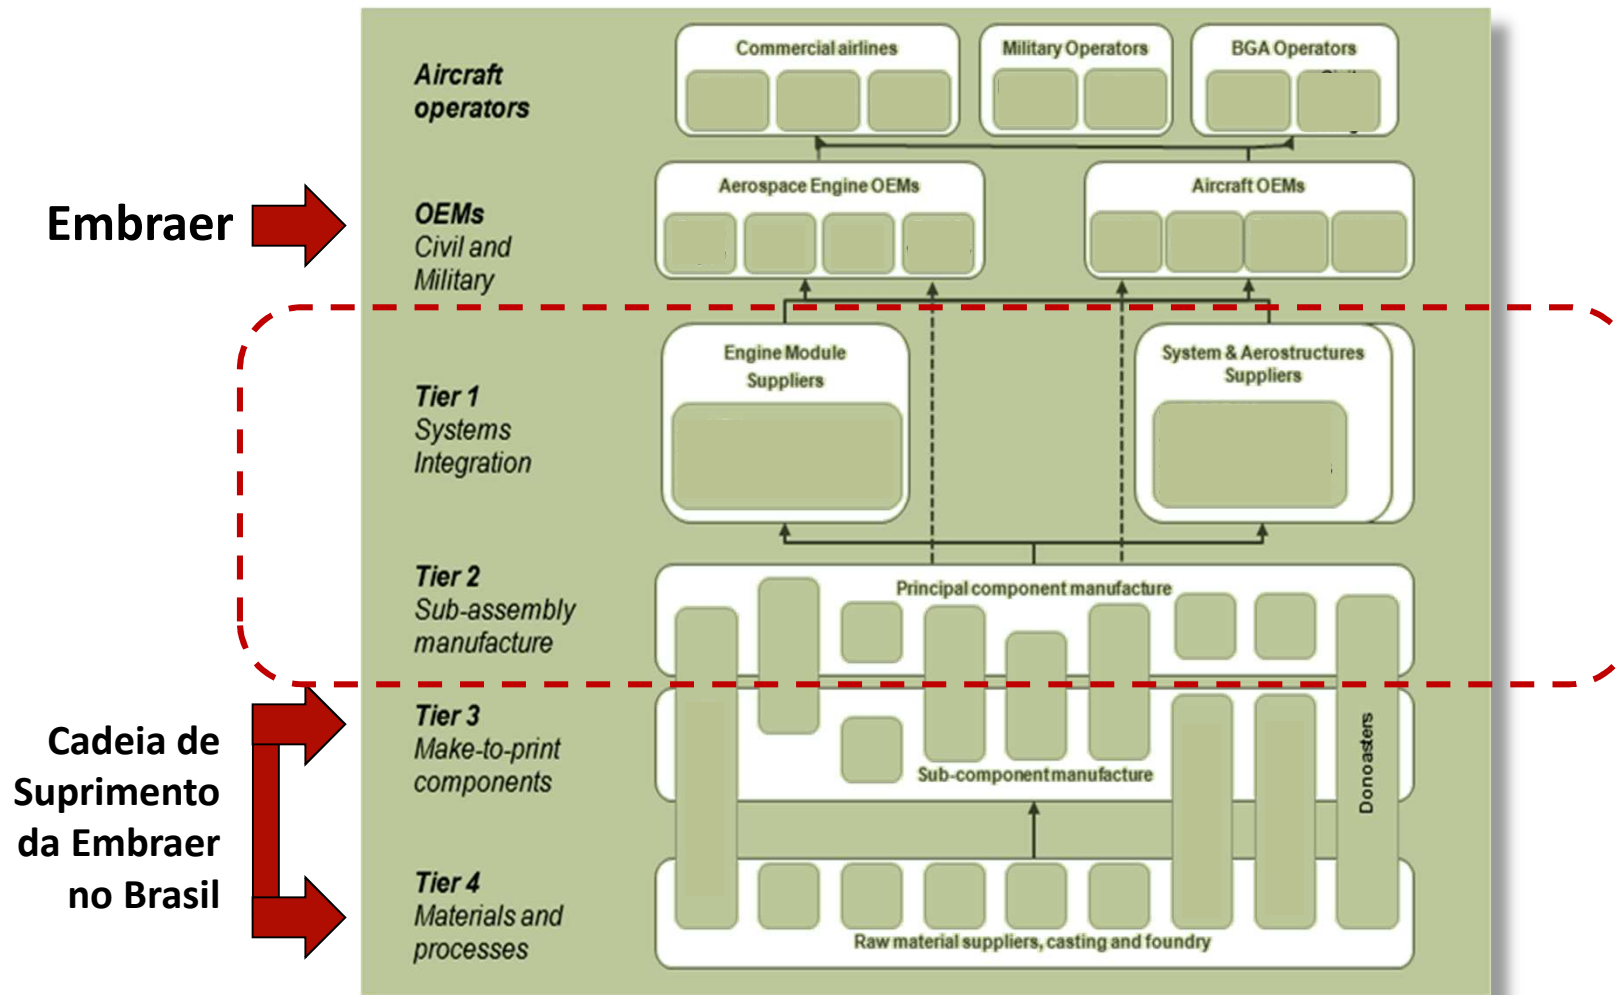 Commercial airlines
Military Operators
BGA Operators
Aircraft
operators
Aerospace Engine OEMs
Aircraft OEMs
Embraer
OEMs
Civil and
Military
Engine Module
Suppliers
System & Aerostructures
Suppliers
Tier 1
Systems
Integration
Tier 2
Sub-assembly
manufacture
Principal component manufacture
Cadeia de
Suprimento
da Embraer
no Brasil
Tier 3
Make-to-print
components
Sub-component manufacture
Donoasters
Tier 4
Materials and
processes
Raw material suppliers, casting and foundry